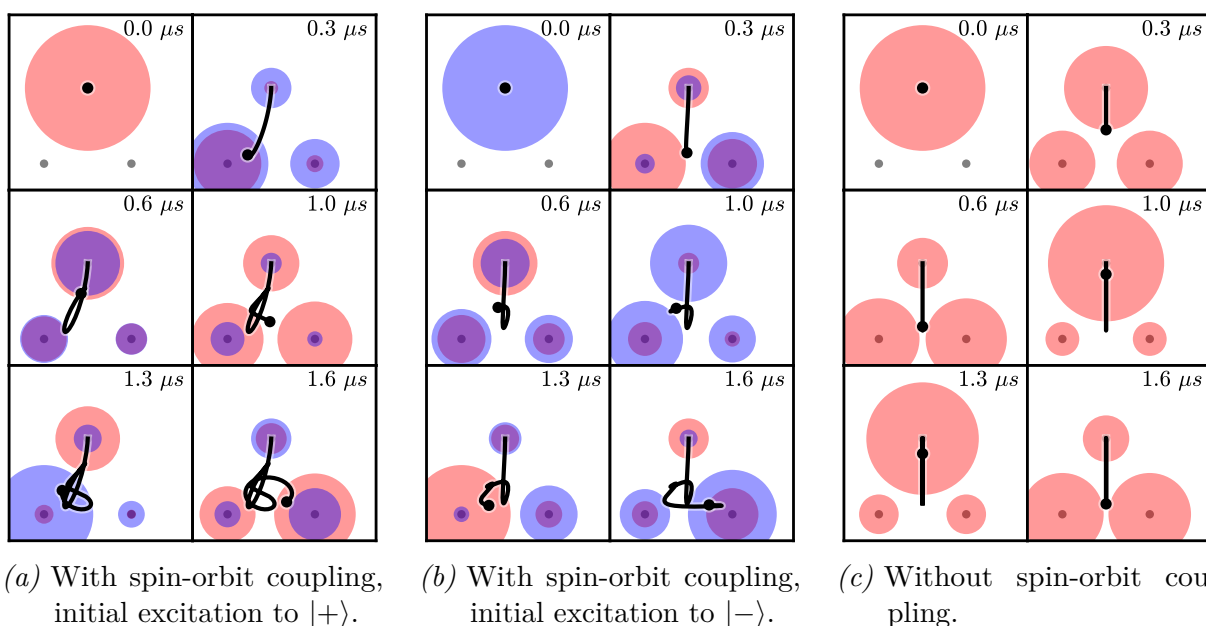 0.0 μs 0.3 μs 0.0 μs 0.3 μs 0.0 μs 0.3 μs
0.6 μs 1.0 μs 0.6 μs 1.0 μs 0.6 μs 1.0 μs
1.3 μs 1.6 μs 1.3 μs 1.6 μs 1.3 μs 1.6 μs
(a) With spin-orbit coupling,
initial excitation to |+⟩.
(b) With spin-orbit coupling,
initial excitation to |−⟩.
(c) Without spin-orbit cou
pling.